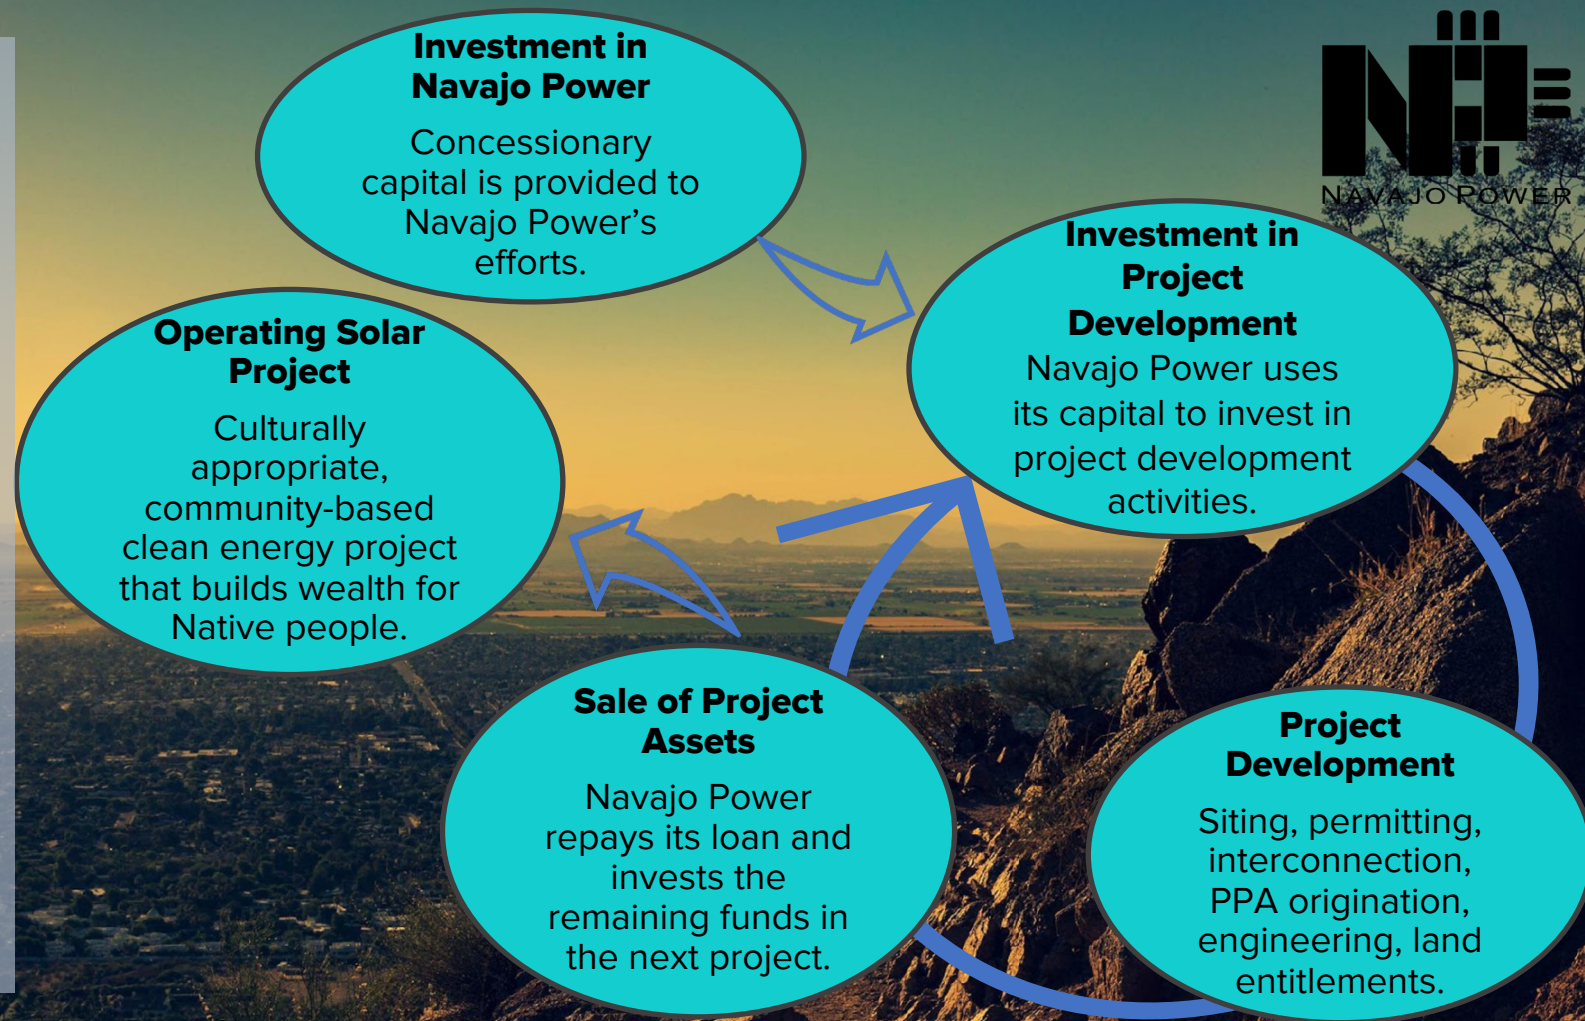 Investment in
Navajo Power
Concessionary
capital is provided to
Navajo Power’s
efforts.
NAVAJO POWER
Investment in
Project
Development
Navajo Power uses
its capital to invest in
project development
activities.
Operating Solar
Project
Culturally
appropriate,
community-based
clean energy project
that builds wealth for
Native people.
Sale of Project
Assets
Navajo Power
repays its loan and
invests the
remaining funds in
the next project.
Project
Development
Siting, permitting,
interconnection,
PPA origination,
engineering, land
entitlements.